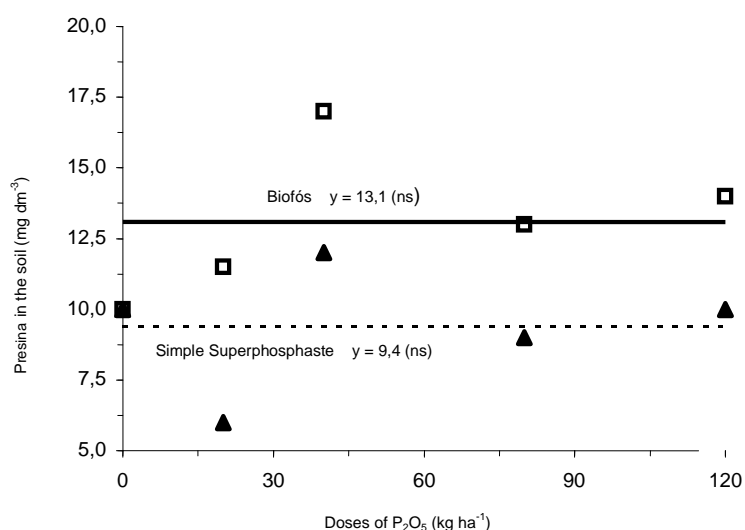 20,0
17,5
15,0
12,5
10,0
7,5
5,0
Presina in the soil (mg dm⁻³)
Biofós y = 13,1 (ns)
Simple Superphosphaste y = 9,4 (ns)
0 30 60 90 120
Doses of P₂O₅ (kg ha⁻¹)